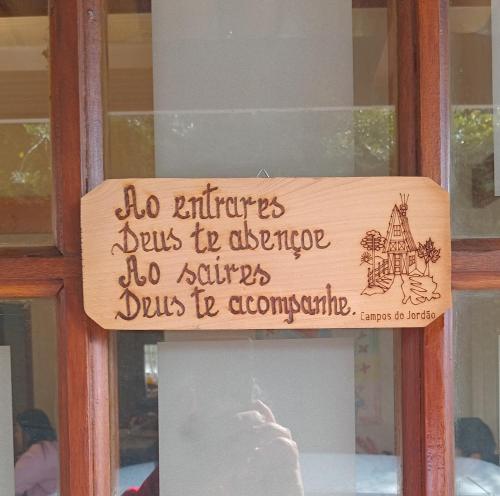 Ao entrares
Deus te abençoe
Ao saires
Deus te acompanhe.
Campos do Jordão